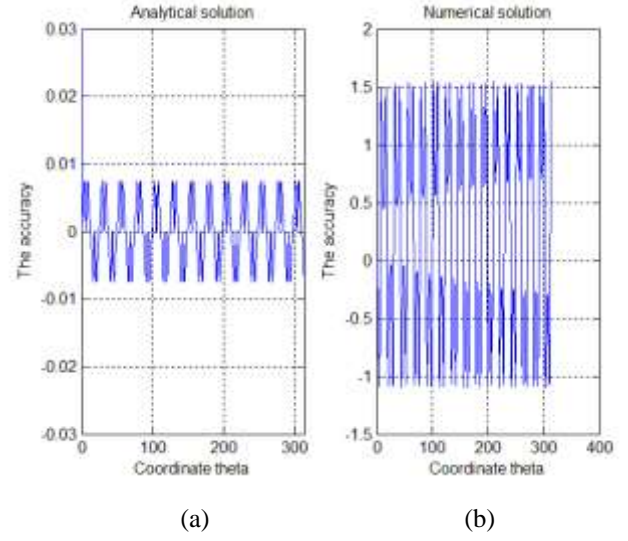 Analytical solution
0.03
0.02
0.01
0
-0.01
-0.02
-0.03
The accuracy
0 100 200 300
Coordinate theta
(a)
Numerical solution
2
1.5
1
0.5
0
-0.5
-1
-1.5
The accuracy
0 100 200 300 400
Coordinate theta
(b)